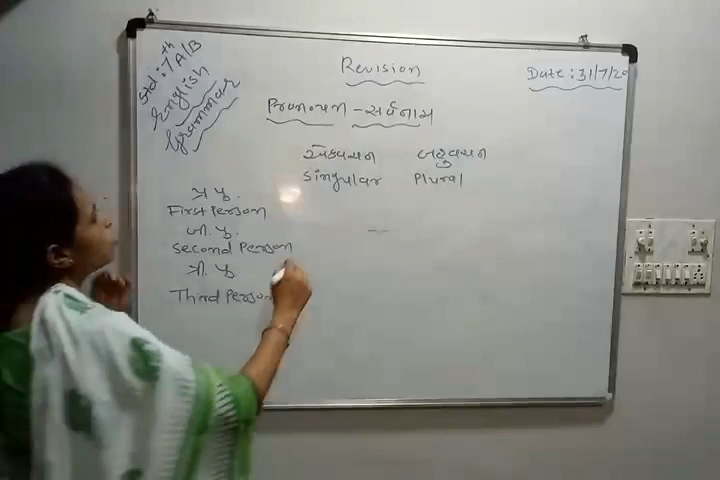 Std: 7th A/B
English
Grammar
Revision
Date: 31/7/20
Pronoun - સર્વનામ
એકવચન બહુવચન
Singular Plural
પ્ર. પુ.
First Person
બી. પુ.
Second Person
ત્રી. પુ
Third Person